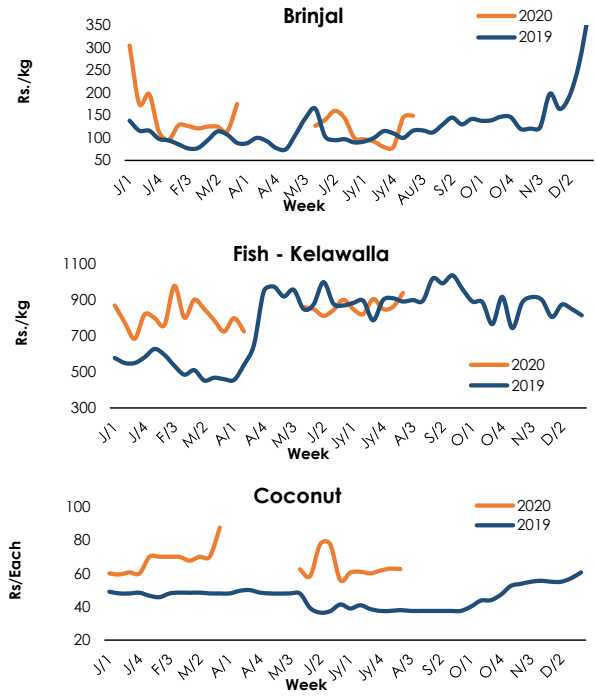 Brinjal
2020
2019
Rs./kg
350
300
250
200
150
100
50
J/1
J/4
F/3
M/2
A/1
A/4
M/3
J/2
Jy/1
Jy/4
Au/3
S/2
O/1
O/4
N/3
D/2
Week
Fish - Kelawalla
Rs./kg
1100
900
700
500
300
2020
2019
J/1
J/4
F/3
M/2
A/1
A/4
M/3
J/2
Jy/1
Jy/4
A/3
S/2
O/1
O/4
N/3
D/2
Week
Coconut
2020
2019
Rs/Each
100
80
60
40
20
J/1
J/4
F/3
M/2
A/1
A/4
M/3
J/2
Jy/1
Jy/4
A/3
S/2
O/1
O/4
N/3
D/2
Week